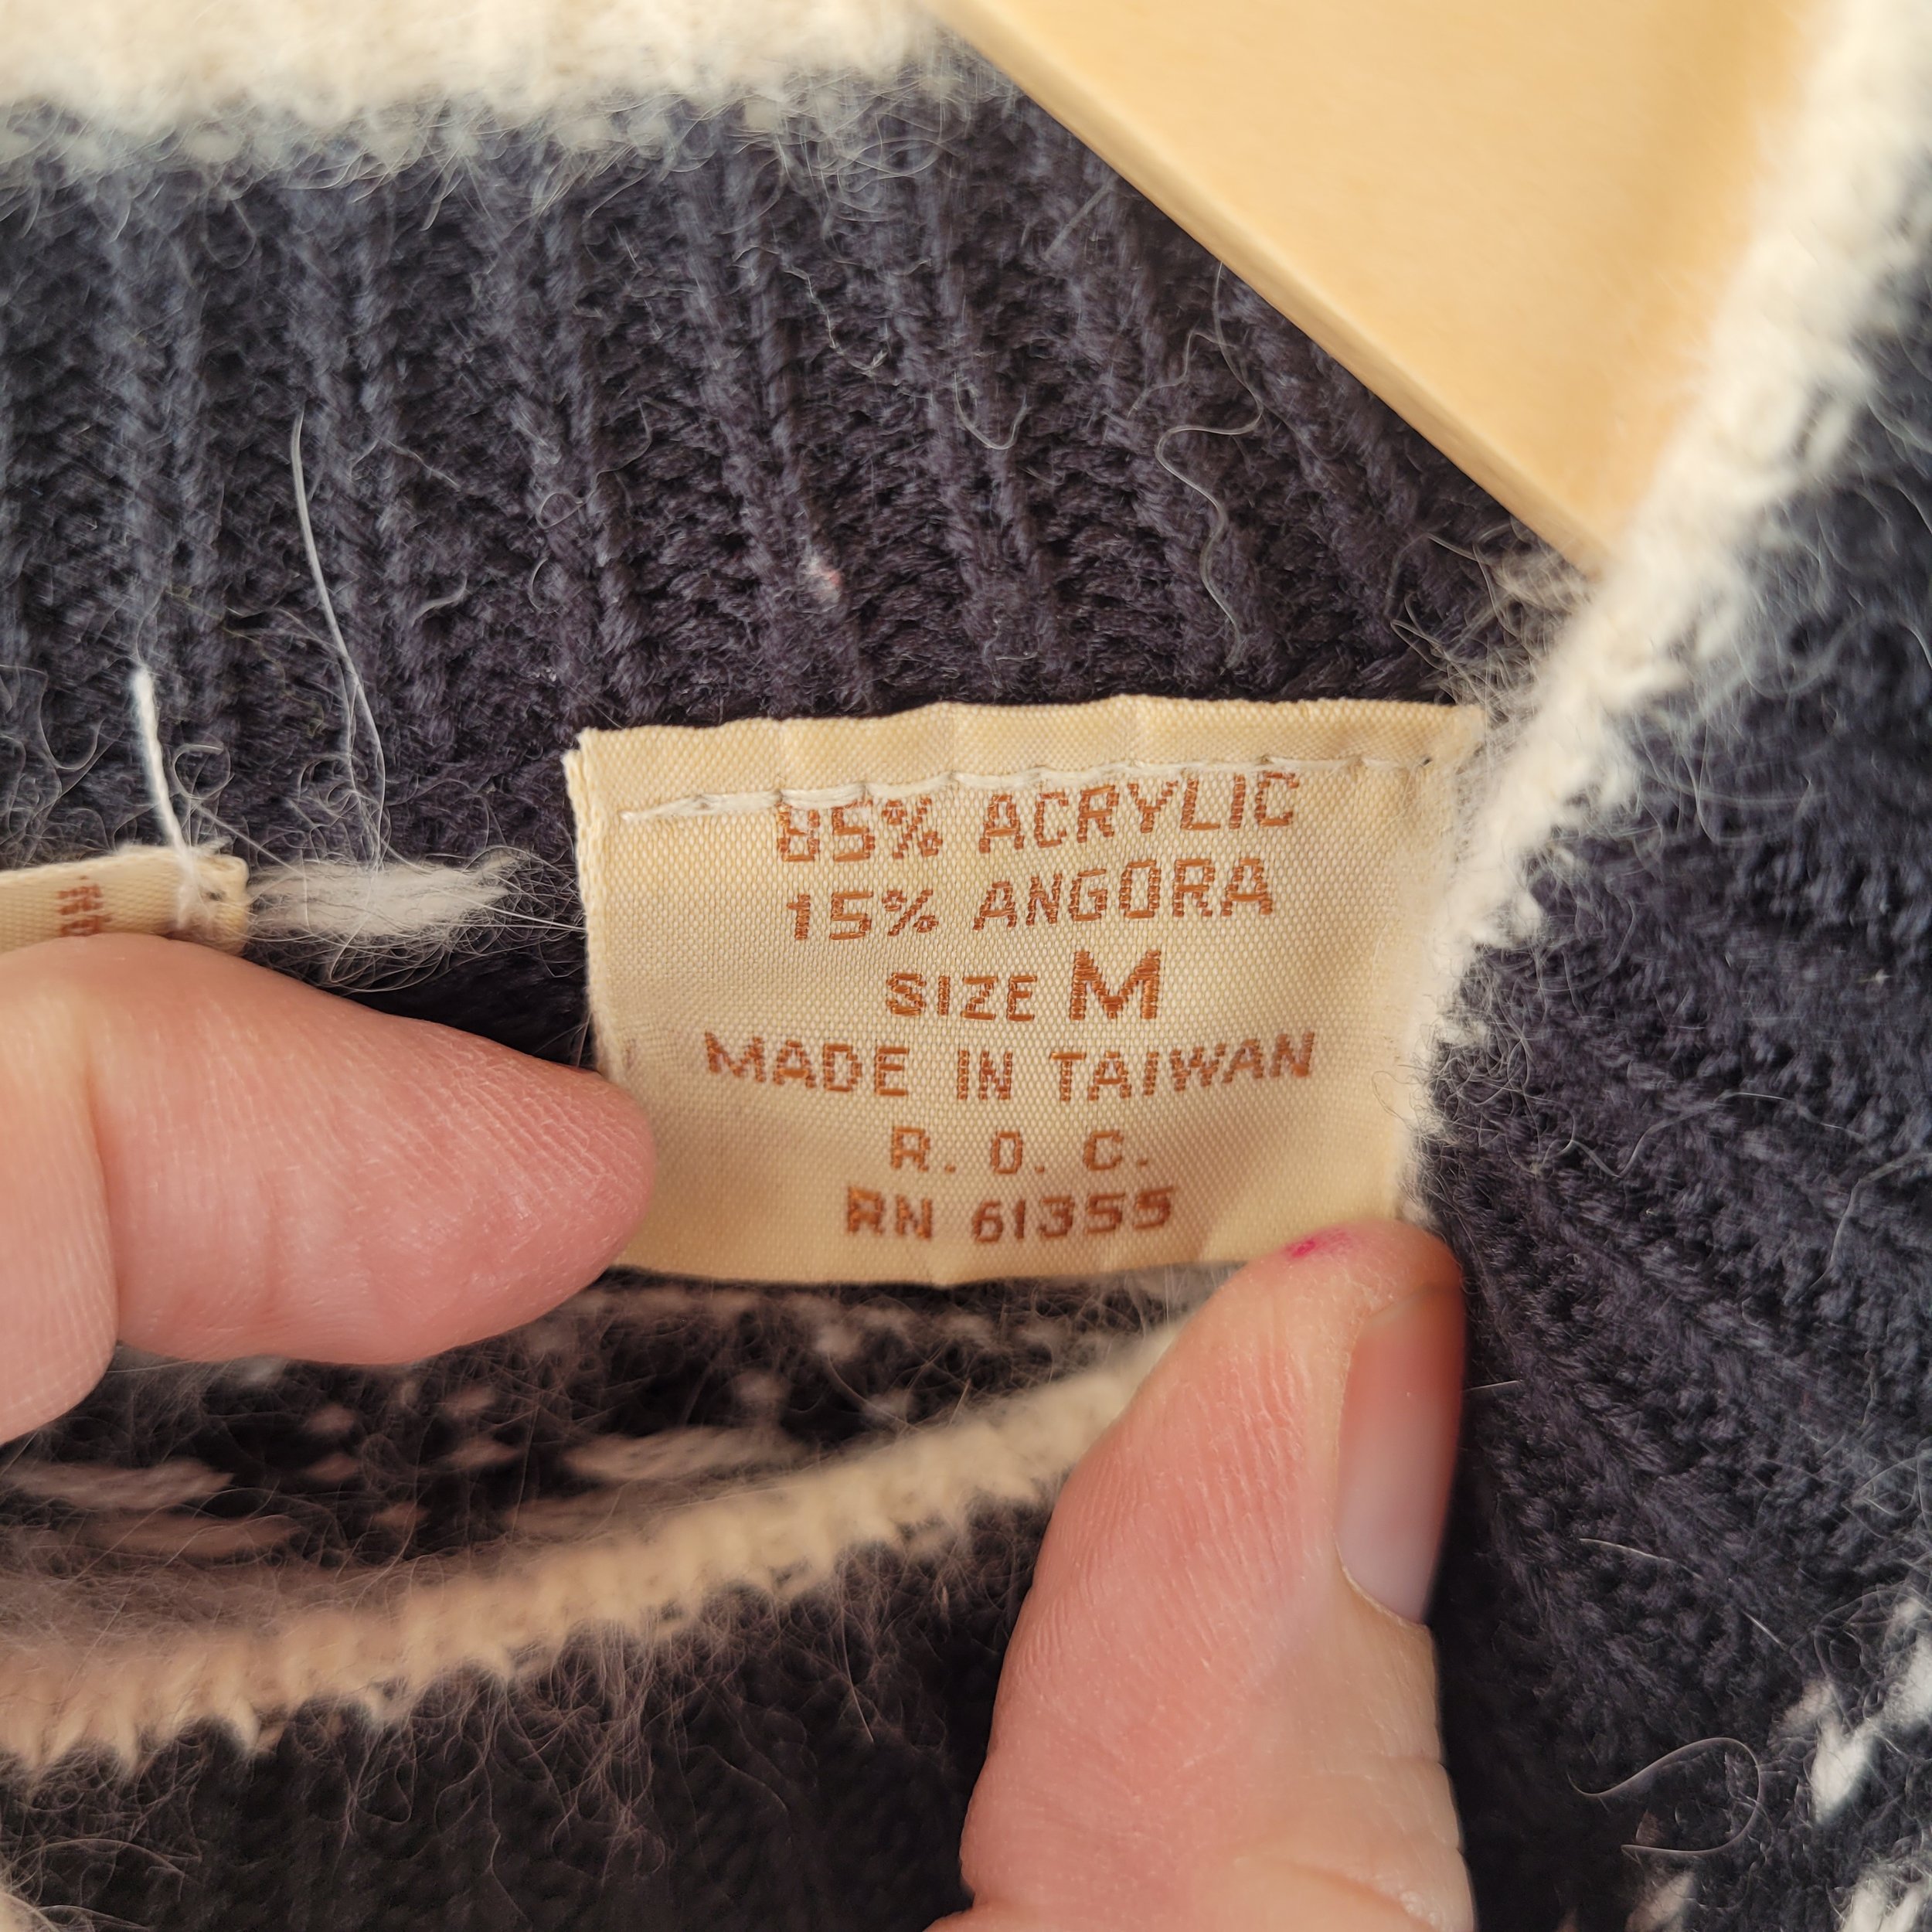 85% ACRYLIC
15% ANGORA
SIZE M
MADE IN TAIWAN
R. O. C.
RN 61355